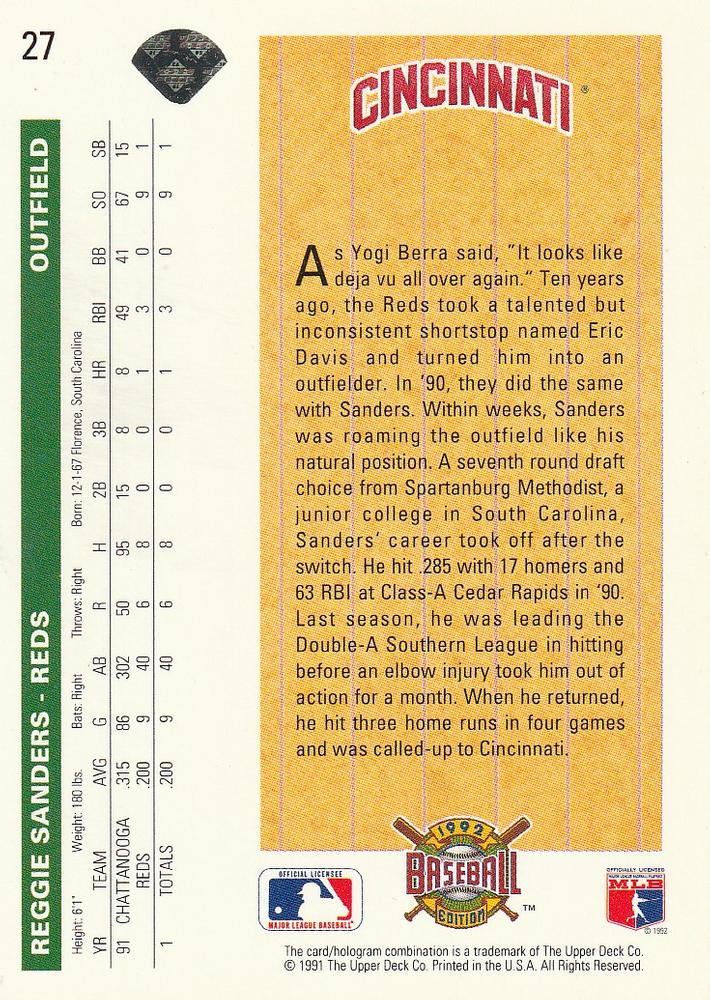 27
REGGIE SANDERS - REDS OUTFIELD
Height: 6'1" Weight: 180 lbs. Bats: Right Throws: Right Born: 12-1-67 Florence, South Carolina
YR TEAM AVG G AB R H 2B 3B HR RBI BB SO SB
91 CHATTANOOGA .315 86 302 50 95 15 8 8 49 41 67 15
REDS .200 9 40 6 8 0 0 1 3 0 9 1
1 TOTALS .200 9 40 6 8 0 0 1 3 0 9 1
CINCINNATI ®
As Yogi Berra said, "It looks like
deja vu all over again." Ten years
ago, the Reds took a talented but
inconsistent shortstop named Eric
Davis and turned him into an
outfielder. In '90, they did the same
with Sanders. Within weeks, Sanders
was roaming the outfield like his
natural position. A seventh round draft
choice from Spartanburg Methodist, a
junior college in South Carolina,
Sanders' career took off after the
switch. He hit .285 with 17 homers and
63 RBI at Class-A Cedar Rapids in '90.
Last season, he was leading the
Double-A Southern League in hitting
before an elbow injury took him out of
action for a month. When he returned,
he hit three home runs in four games
and was called-up to Cincinnati.
OFFICIAL LICENSEE
MAJOR LEAGUE BASEBALL
1992
BASEBALL
EDITION
™
OFFICIALLY LICENSED
MAJOR LEAGUE BASEBALL PLAYERS
MLB
© 1992
The card/hologram combination is a trademark of The Upper Deck Co.
© 1991 The Upper Deck Co. Printed in the U.S.A. All Rights Reserved.